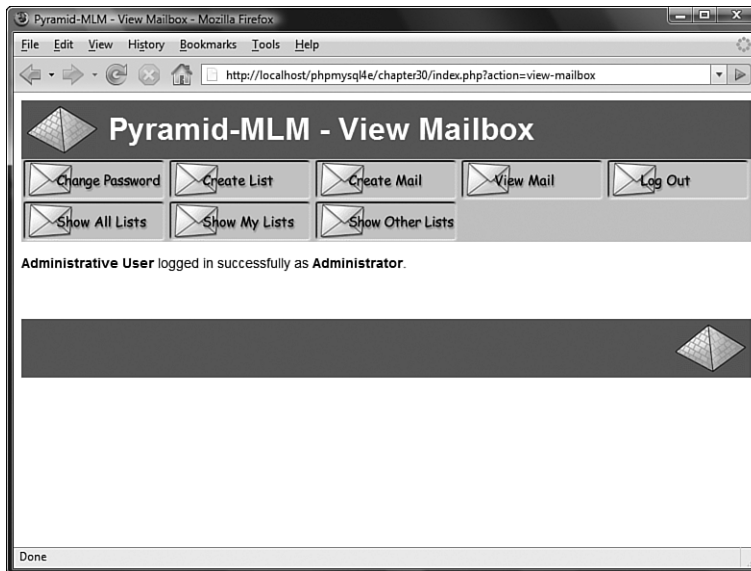 Pyramid-MLM - View Mailbox - Mozilla Firefox
File Edit View History Bookmarks Tools Help
http://localhost/phpmysql4e/chapter30/index.php?action=view-mailbox
Pyramid-MLM - View Mailbox
Change Password Create List Create Mail View Mail Log Out
Show All Lists Show My Lists Show Other Lists
Administrative User logged in successfully as Administrator.
Done